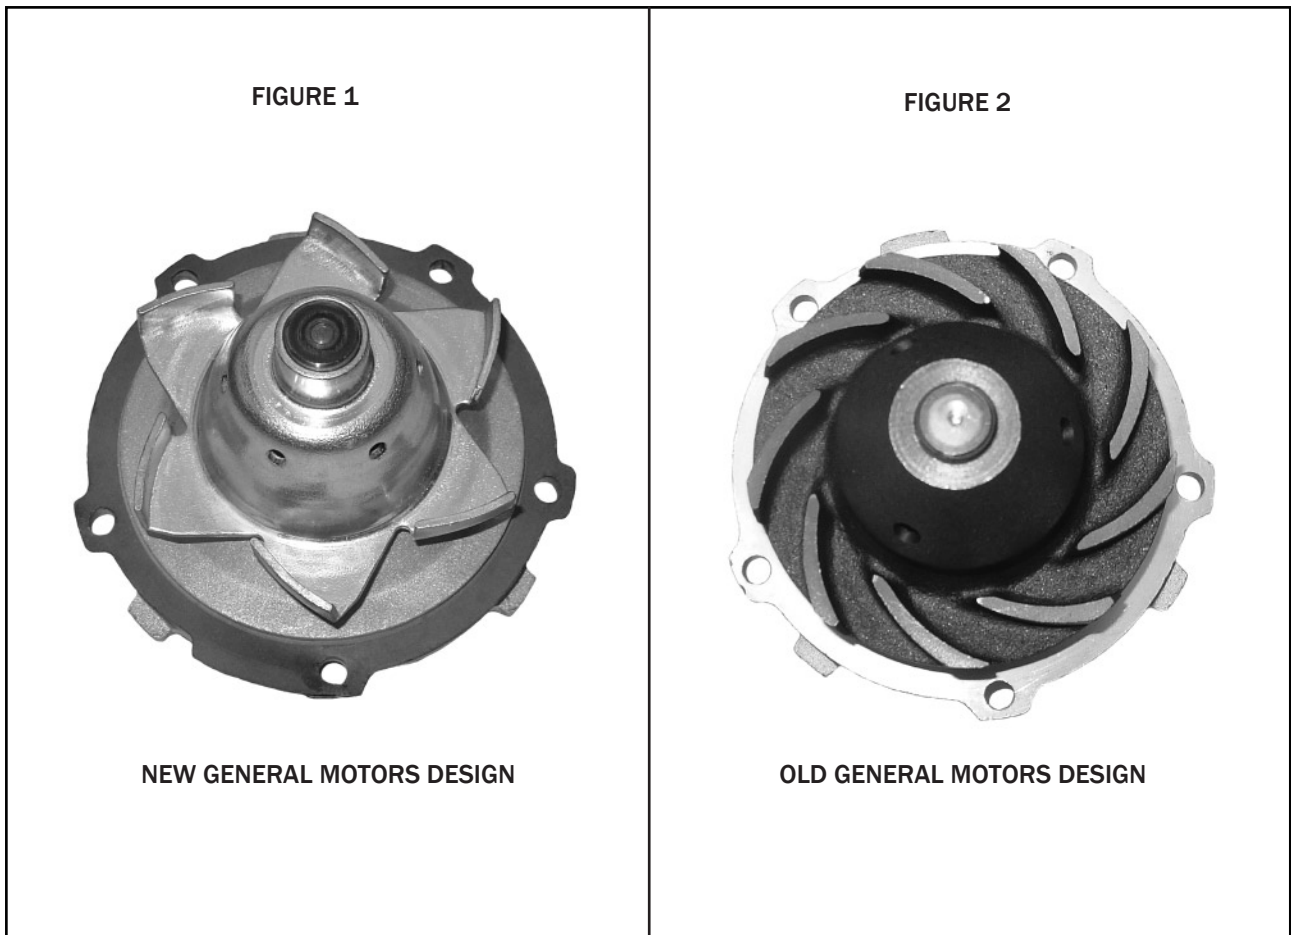 FIGURE 1
NEW GENERAL MOTORS DESIGN
FIGURE 2
OLD GENERAL MOTORS DESIGN